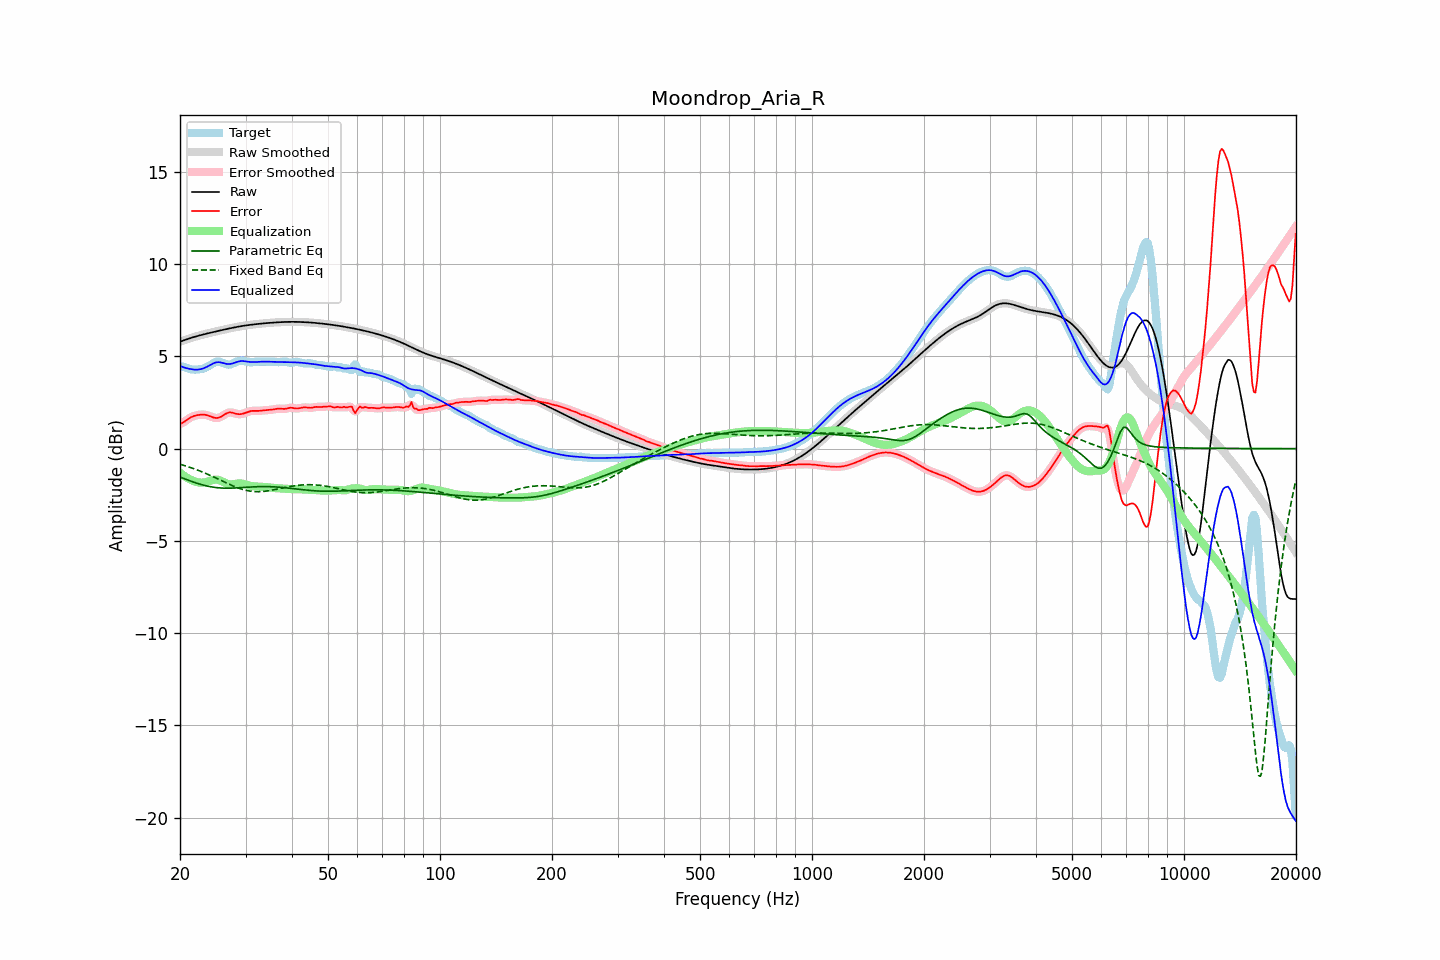 Moondrop_Aria_R
Target
Raw Smoothed
Error Smoothed
Raw
Error
Equalization
Parametric Eq
Fixed Band Eq
Equalized
Amplitude (dBr)
15
10
5
0
−5
−10
−15
−20
20 50 100 200 500 1000 2000 5000 10000 20000
Frequency (Hz)